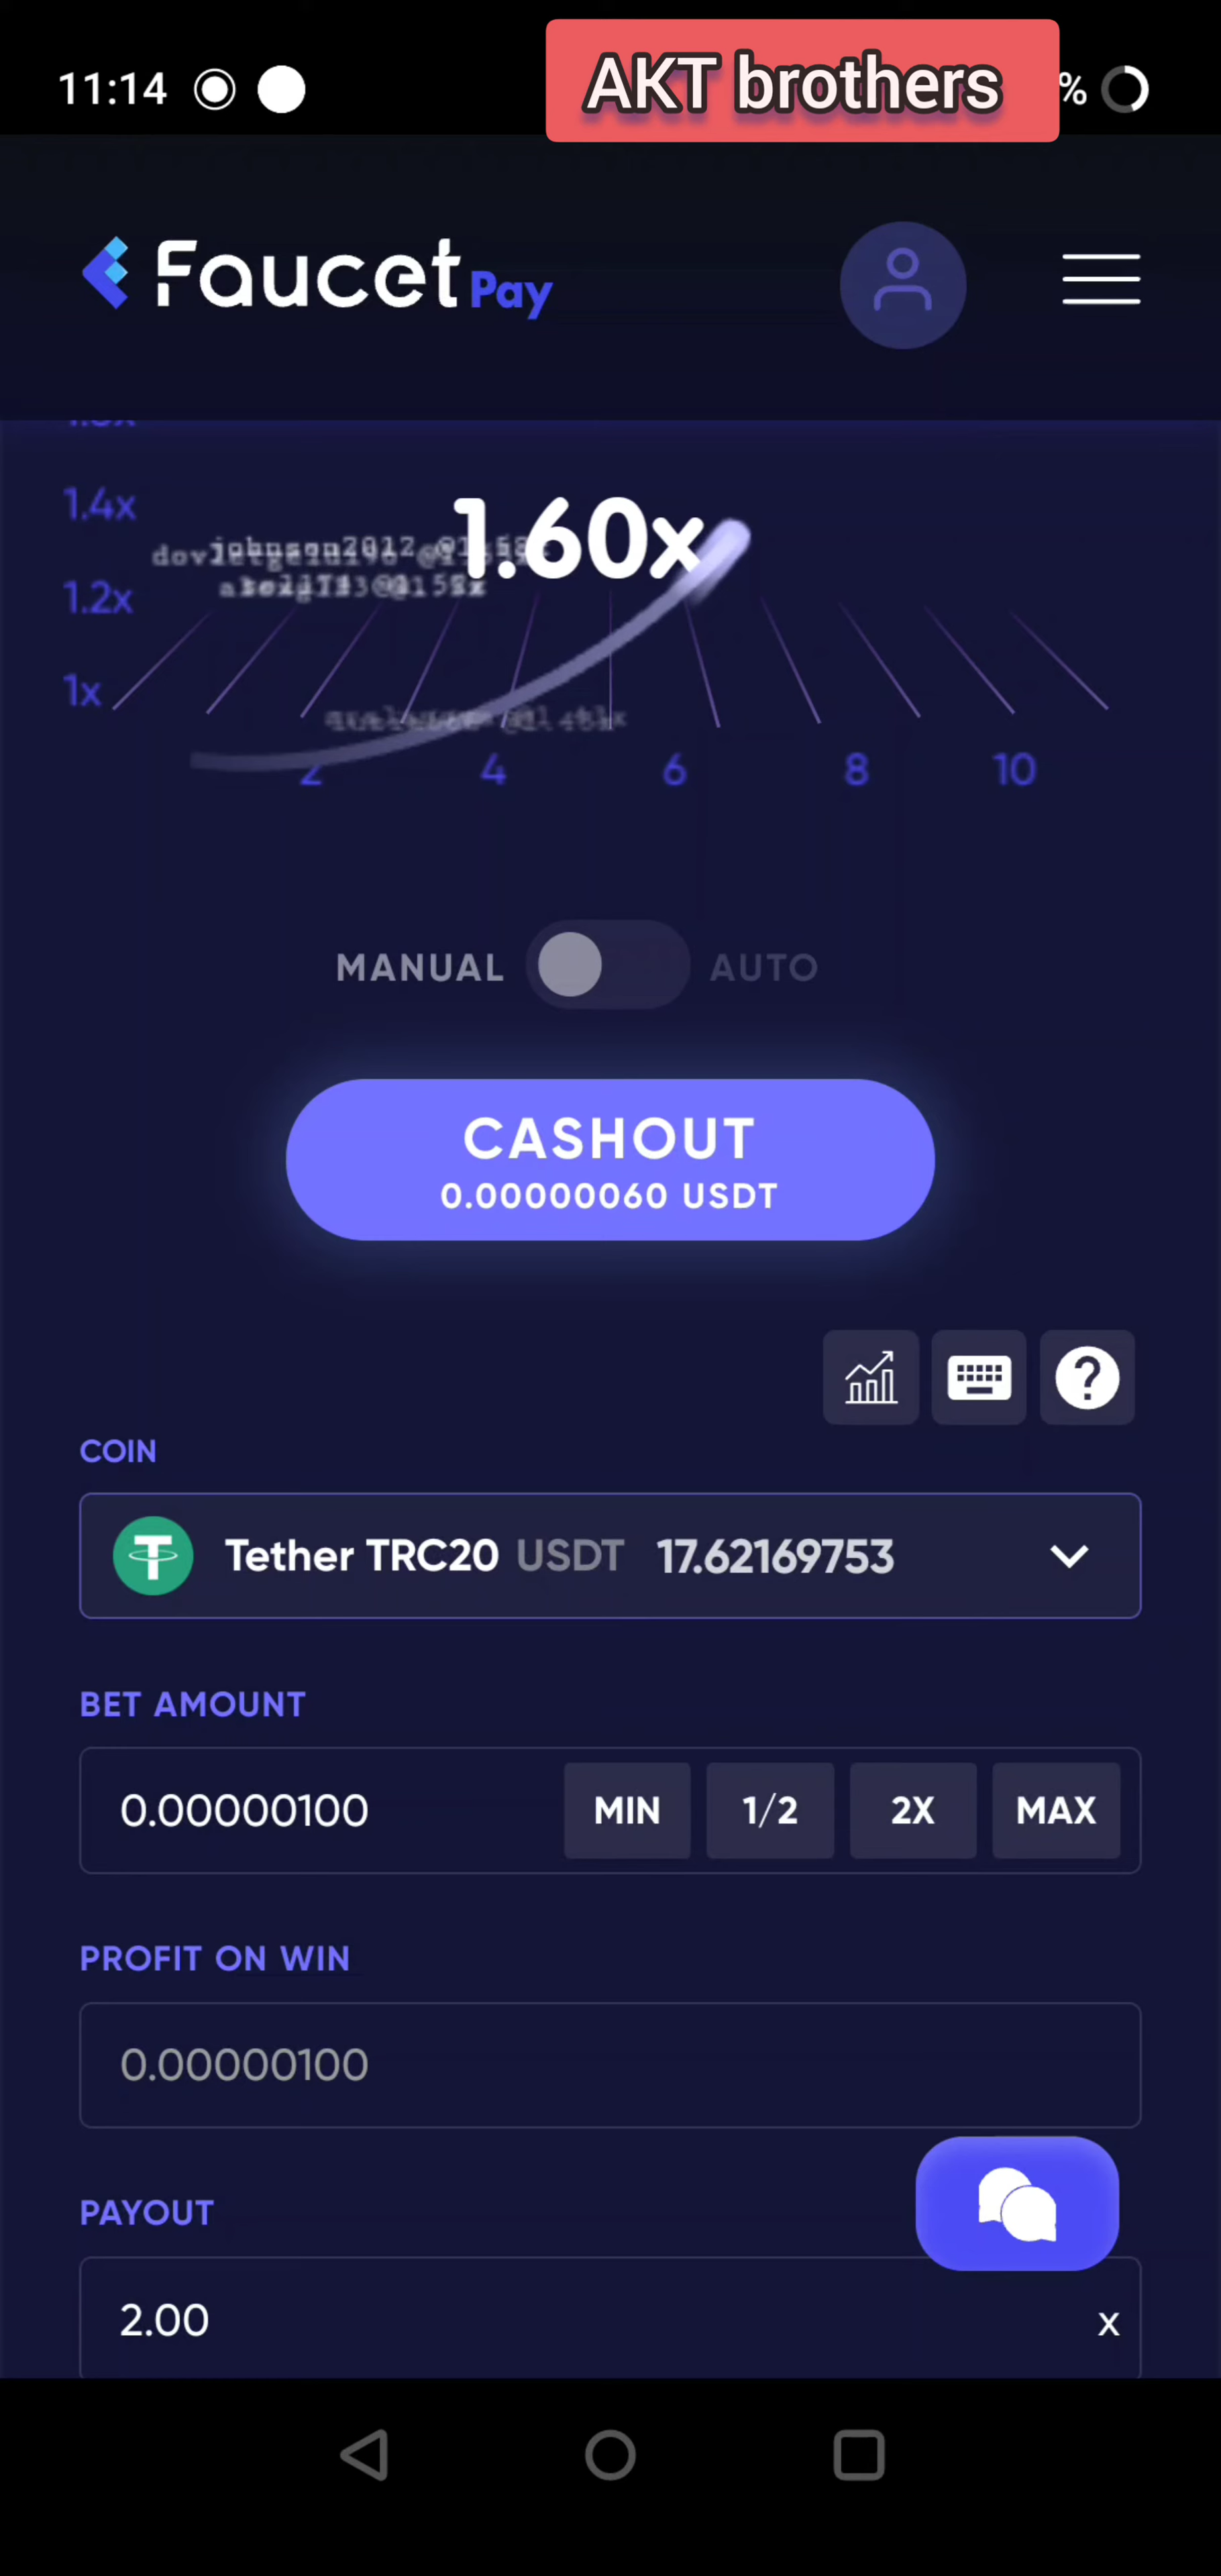 11:14
AKT brothers
%
Faucet Pay
1.4x
1.60x
1.2x
1x
2 4 6 8 10
MANUAL AUTO
CASHOUT
0.00000060 USDT
COIN
Tether TRC20 USDT 17.62169753
BET AMOUNT
0.00000100 MIN 1/2 2X MAX
PROFIT ON WIN
0.00000100
PAYOUT
2.00 x